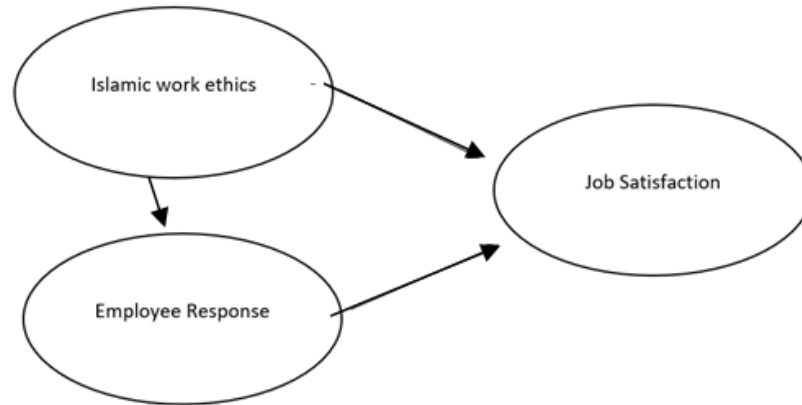 Islamic work ethics
Job Satisfaction
Employee Response